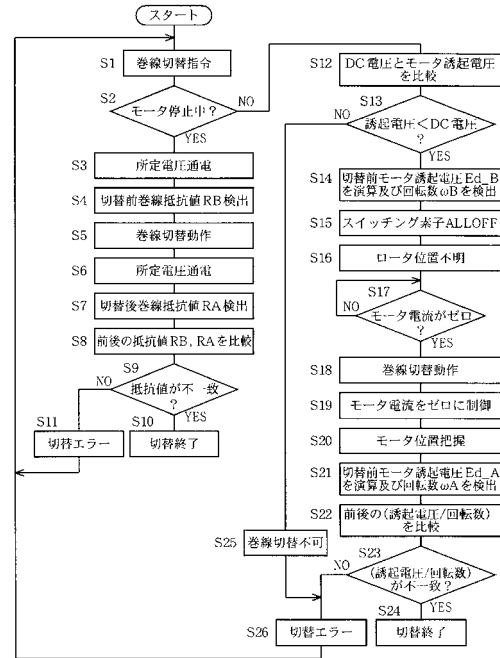 スタート
S1
巻線切替指令
S2
モータ停止中?
NO
YES
S3
所定電圧通電
S4
切替前巻線抵抗値RB検出
S5
巻線切替動作
S6
所定電圧通電
S7
切替後巻線抵抗値RA検出
S8
前後の抵抗値RB,RAを比較
S9
抵抗値が不一致
?
NO
YES
S11
切替エラー
S10
切替終了
S12
DC電圧とモータ誘起電圧
を比較
S13
誘起電圧<DC電圧
?
NO
YES
S14
切替前モータ誘起電圧Ed_B
を演算及び回転数ωBを検出
S15
スイッチング素子ALLOFF
S16
ロータ位置不明
S17
モータ電流がゼロ
?
NO
YES
S18
巻線切替動作
S19
モータ電流をゼロに制御
S20
モータ位置把握
S21
切替前モータ誘起電圧Ed_A
を演算及び回転数ωAを検出
S22
前後の(誘起電圧/回転数)
を比較
S25
巻線切替不可
S23
(誘起電圧/回転数)
が不一致?
NO
YES
S26
切替エラー
S24
切替終了